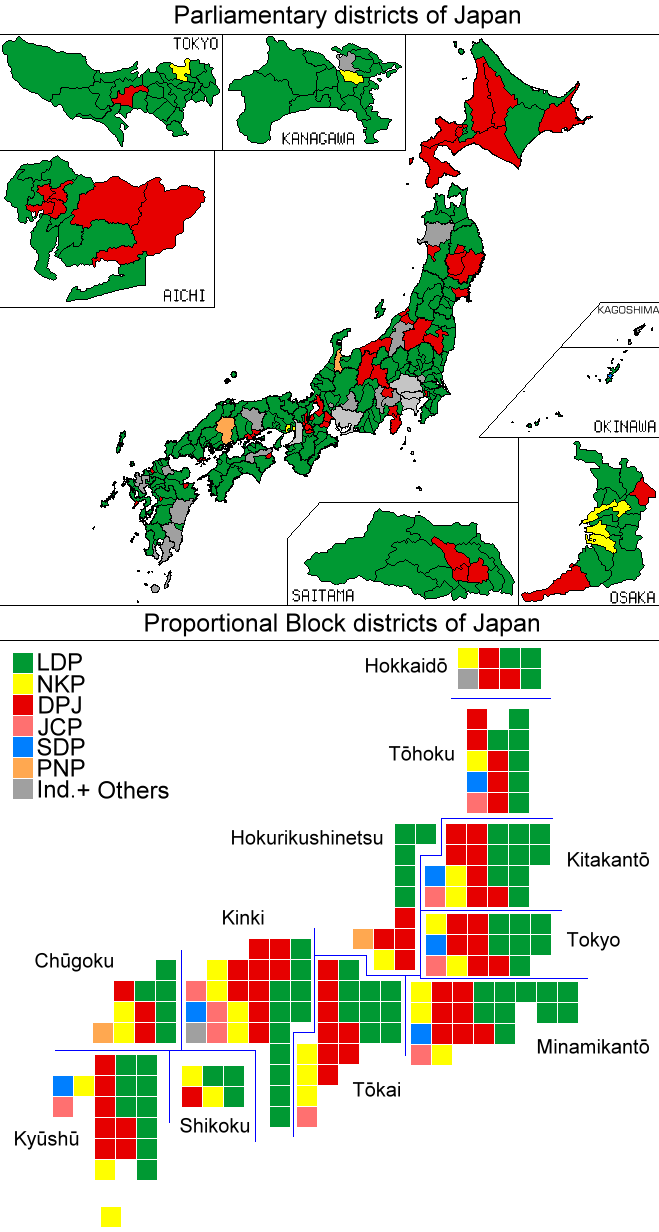 Parliamentary districts of Japan
TOKYO
KANAGAWA
AICHI
KAGOSHIMA
OKINAWA
SAITAMA
OSAKA
Proportional Block districts of Japan
LDP
NKP
DPJ
JCP
SDP
PNP
Ind.+ Others
Hokkaidō
Tōhoku
Hokurikushinetsu
Kitakantō
Kinki
Tokyo
Chūgoku
Minamikantō
Tōkai
Shikoku
Kyūshū